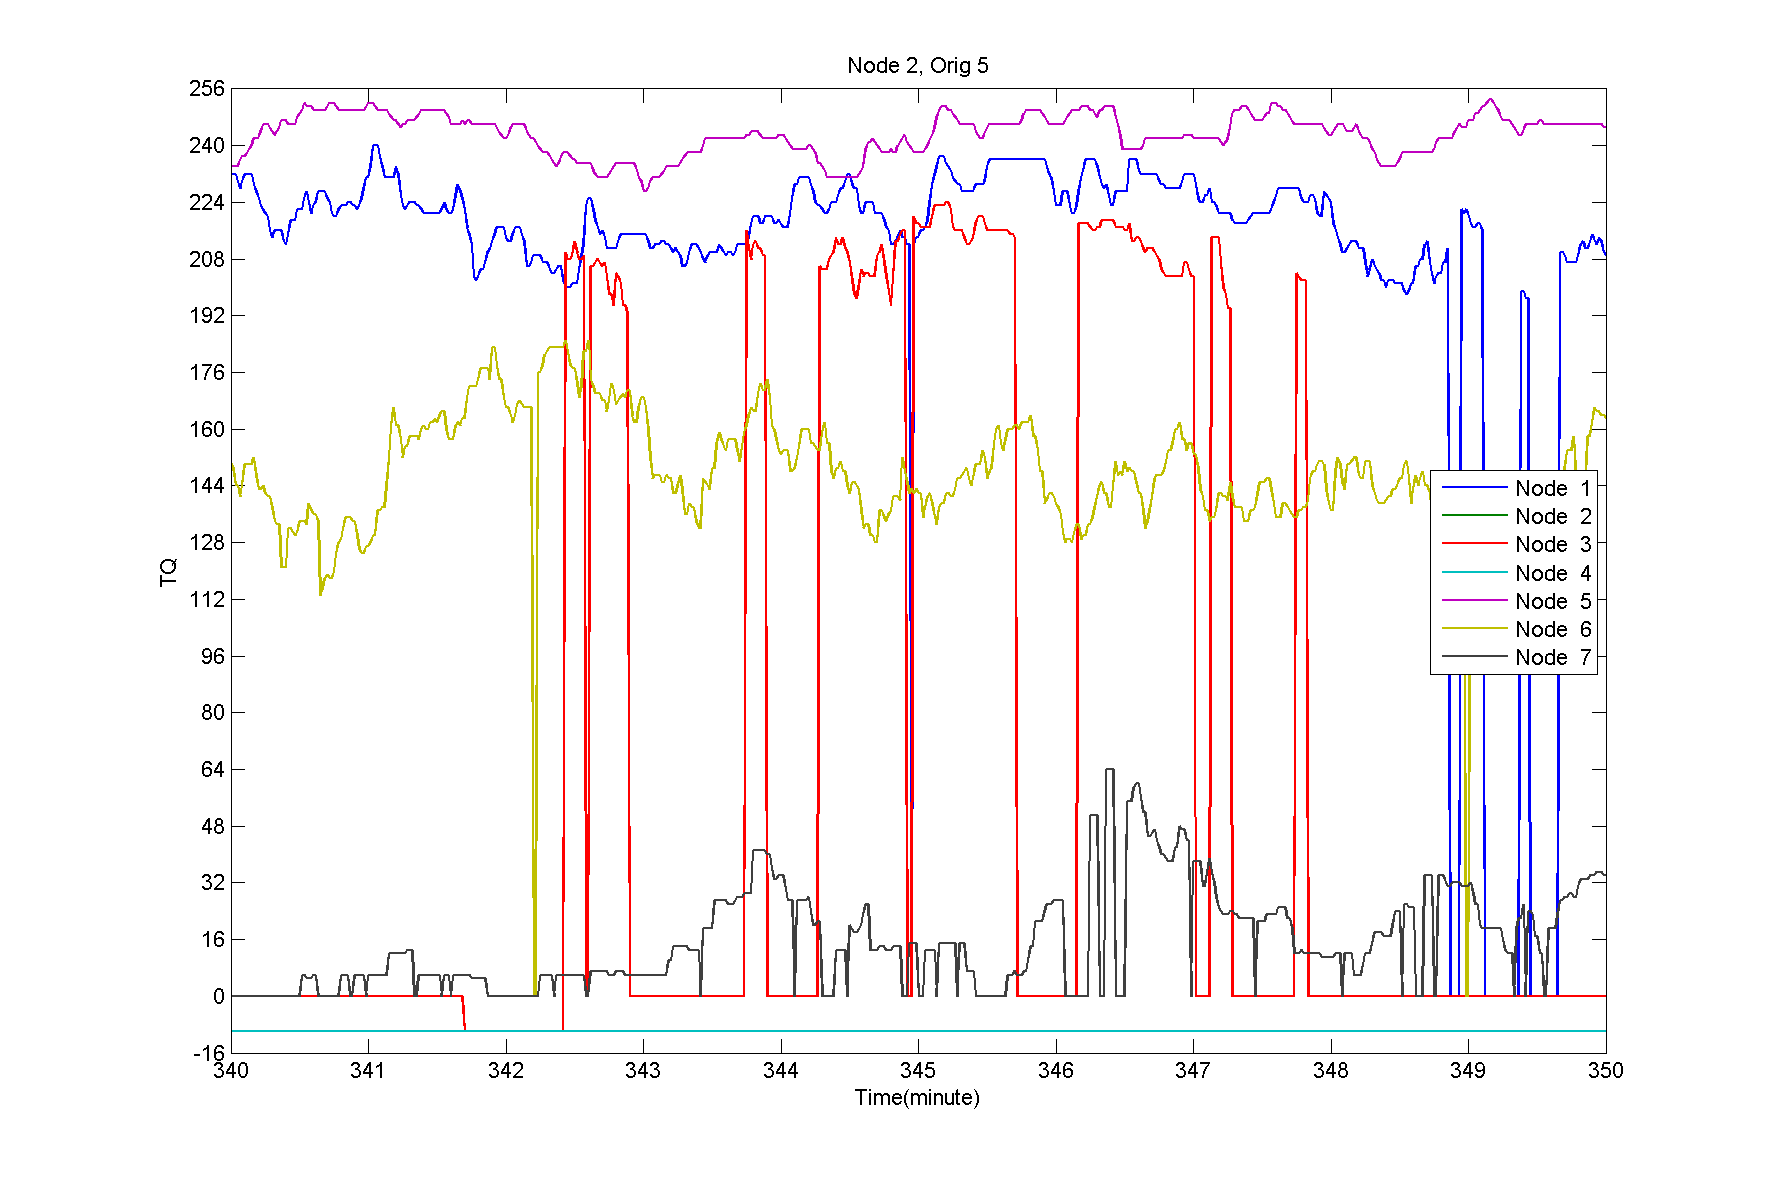 Node 2, Orig 5
256
240
224
208
192
176
160
144
128
112
96
80
64
48
32
16
0
-16
TQ
Node 1
Node 2
Node 3
Node 4
Node 5
Node 6
Node 7
340 341 342 343 344 345 346 347 348 349 350
Time(minute)